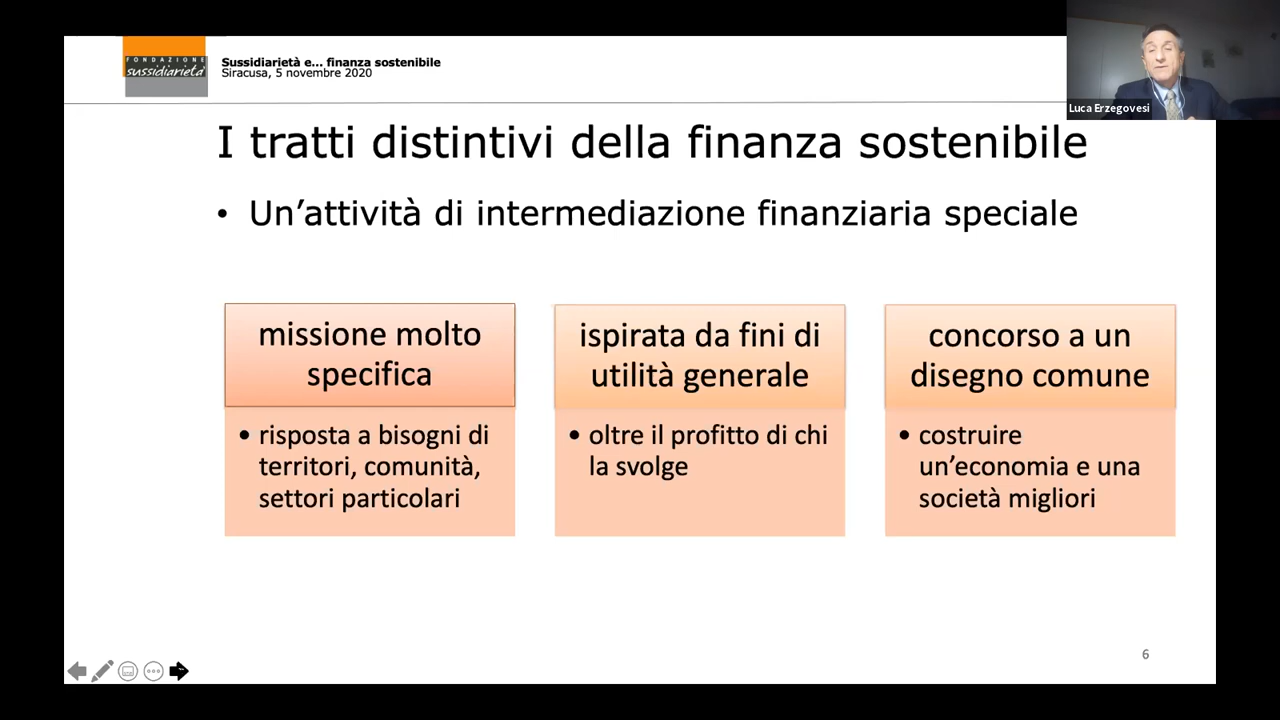 FONDAZIONE
sussidiarietà
Sussidiarietà e... finanza sostenibile
Siracusa, 5 novembre 2020
Luca Erzegovesi
I tratti distintivi della finanza sostenibile
• Un’attività di intermediazione finanziaria speciale
missione molto
specifica
• risposta a bisogni di
territori, comunità,
settori particolari
ispirata da fini di
utilità generale
• oltre il profitto di chi
la svolge
concorso a un
disegno comune
• costruire
un’economia e una
società migliori
6